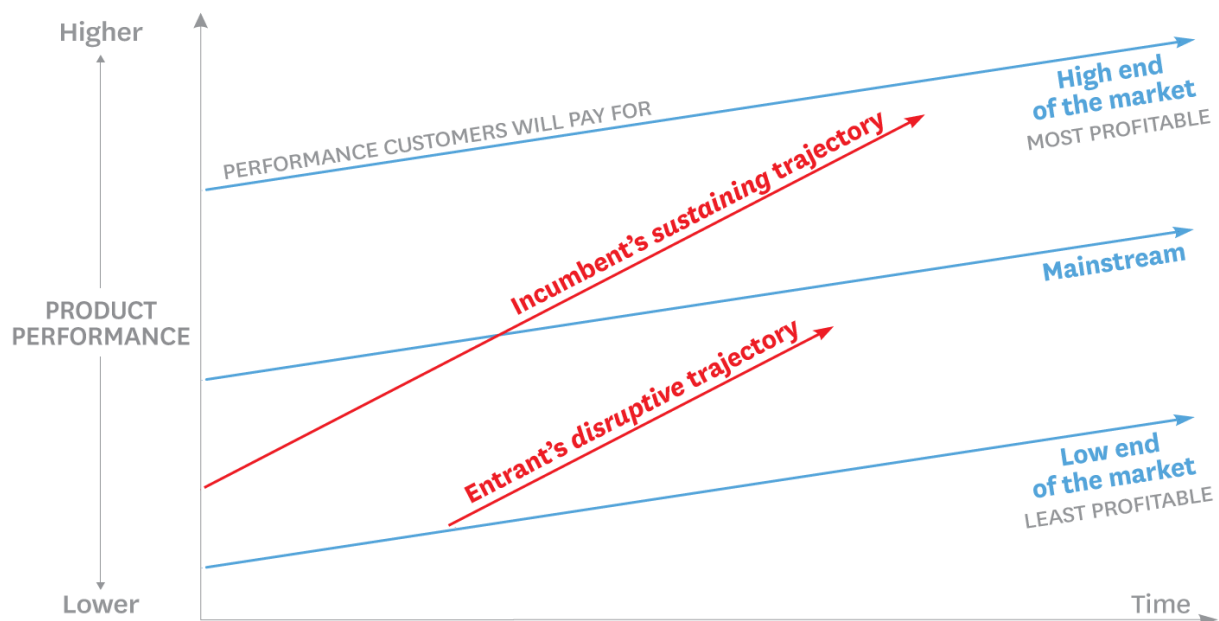 Higher
PERFORMANCE CUSTOMERS WILL PAY FOR
High end
of the market
MOST PROFITABLE
Incumbent’s sustaining trajectory
Mainstream
PRODUCT
PERFORMANCE
Entrant’s disruptive trajectory
Low end
of the market
LEAST PROFITABLE
Lower
Time